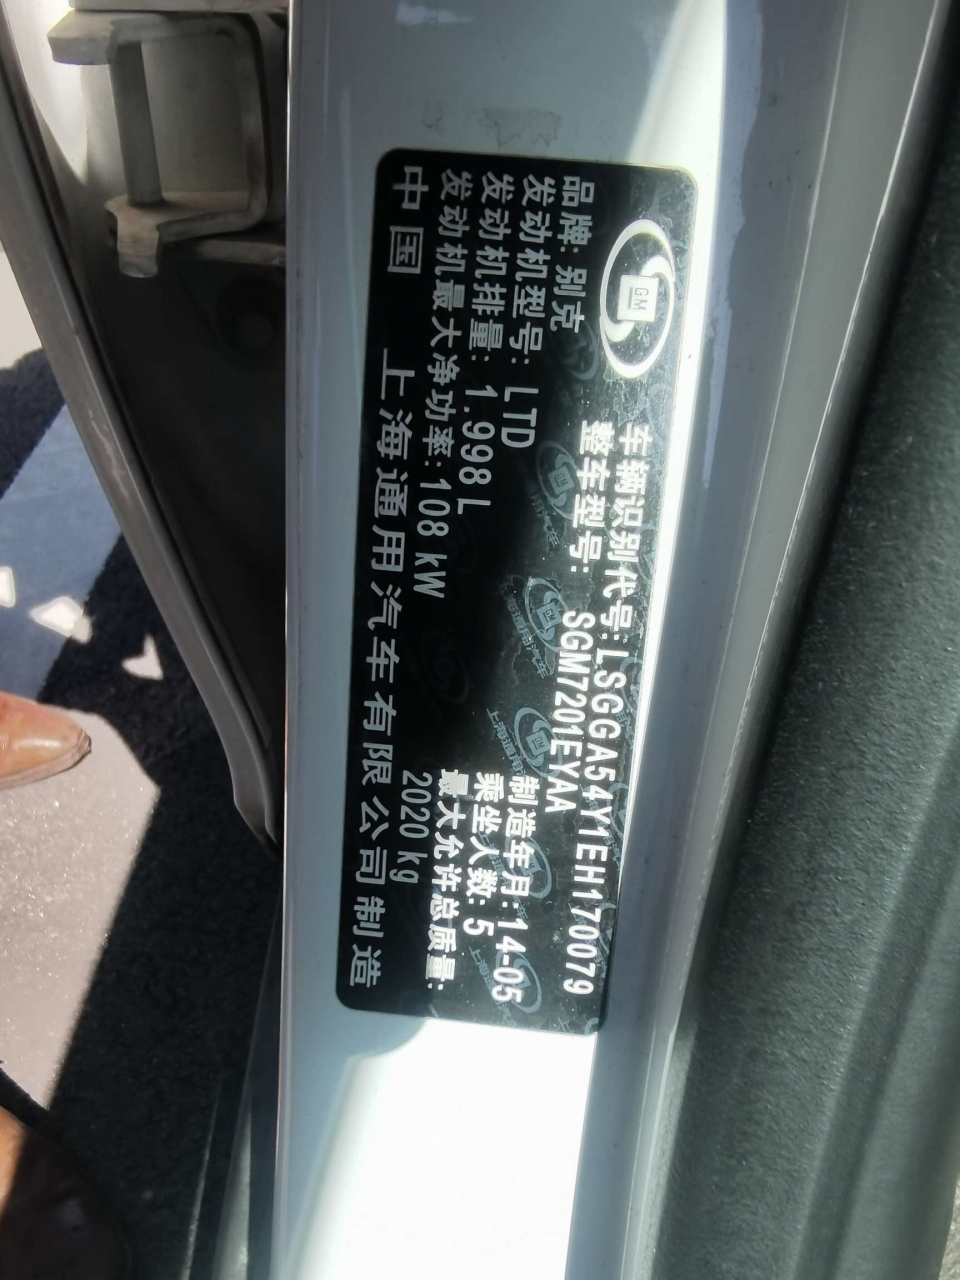 GM
车辆识别代号:LSGGA54Y1EH170079
整车型号: SGM7201EYAA
品牌: 别克
发动机型号: LTD
制造年月:14-05
发动机排量: 1.998L
乘坐人数: 5
发动机最大净功率:108 kW
最大允许总质量:
2020 kg
中国 上海通用汽车有限公司制造